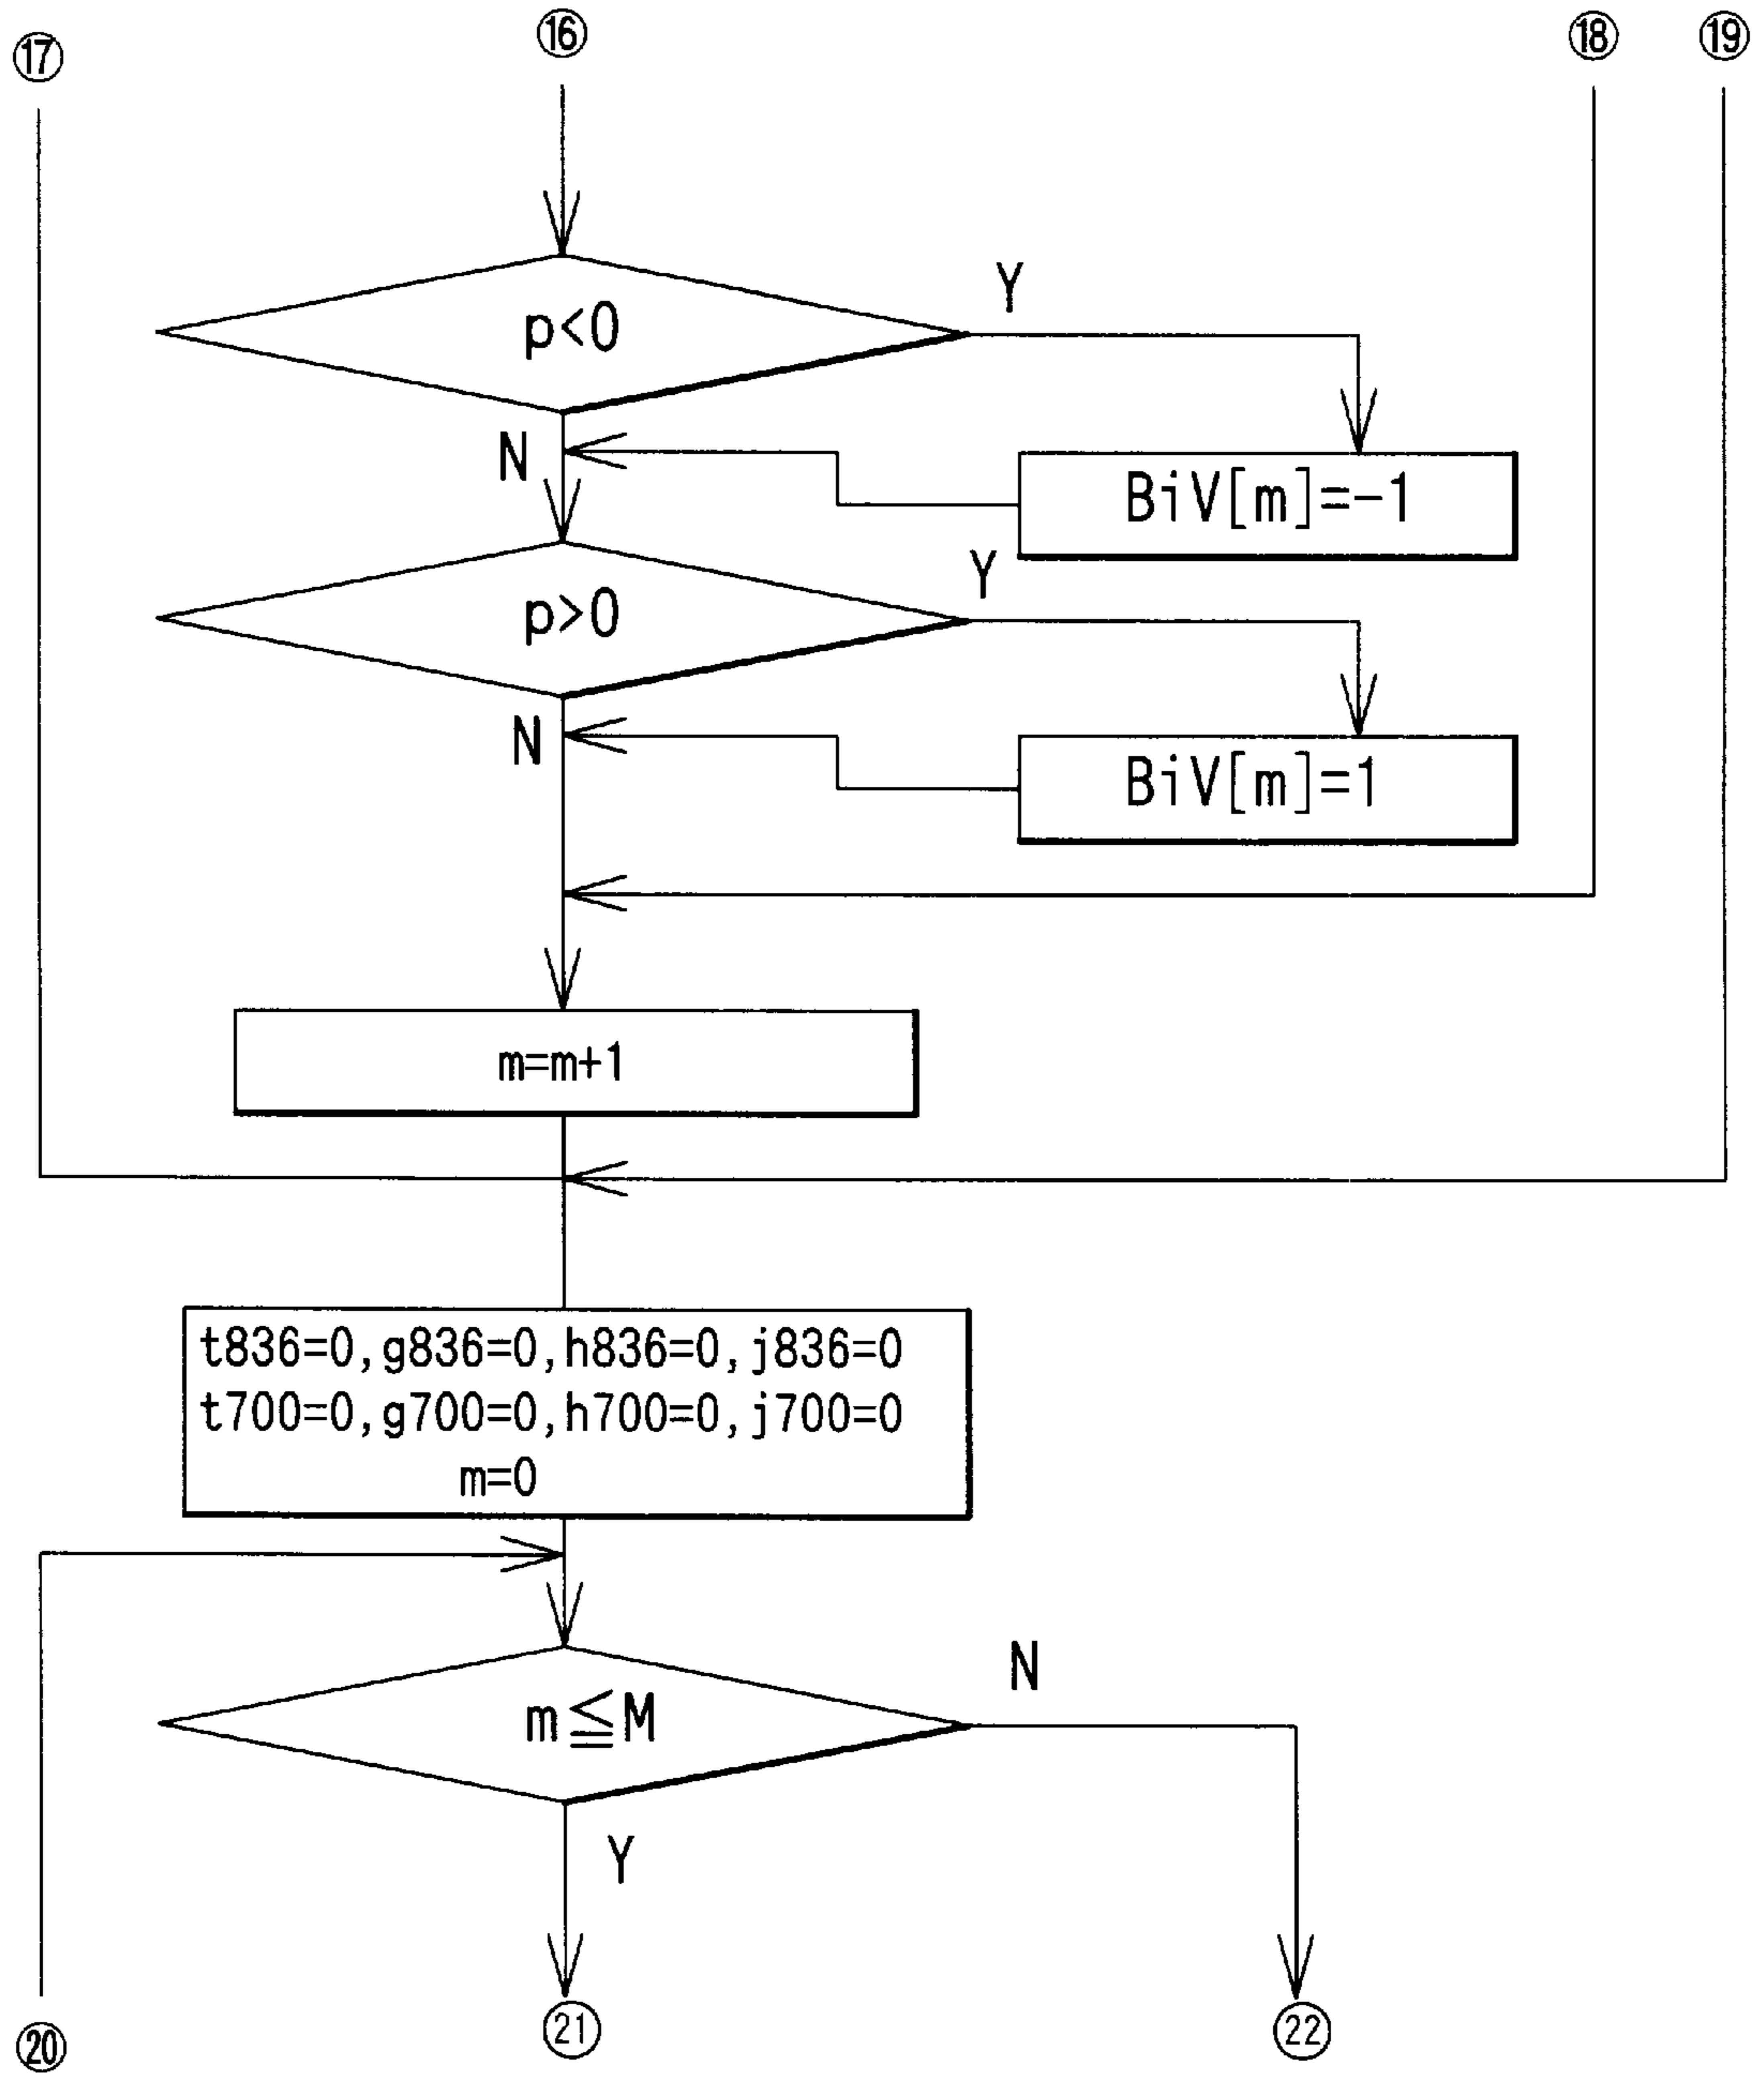 ⑰
⑯
⑱
⑲
p<0
Y
N
BiV[m]=-1
p>0
Y
N
BiV[m]=1
m=m+1
t836=0,g836=0,h836=0,j836=0
t700=0,g700=0,h700=0,j700=0
m=0
m≦M
N
Y
⑳
㉑
㉒